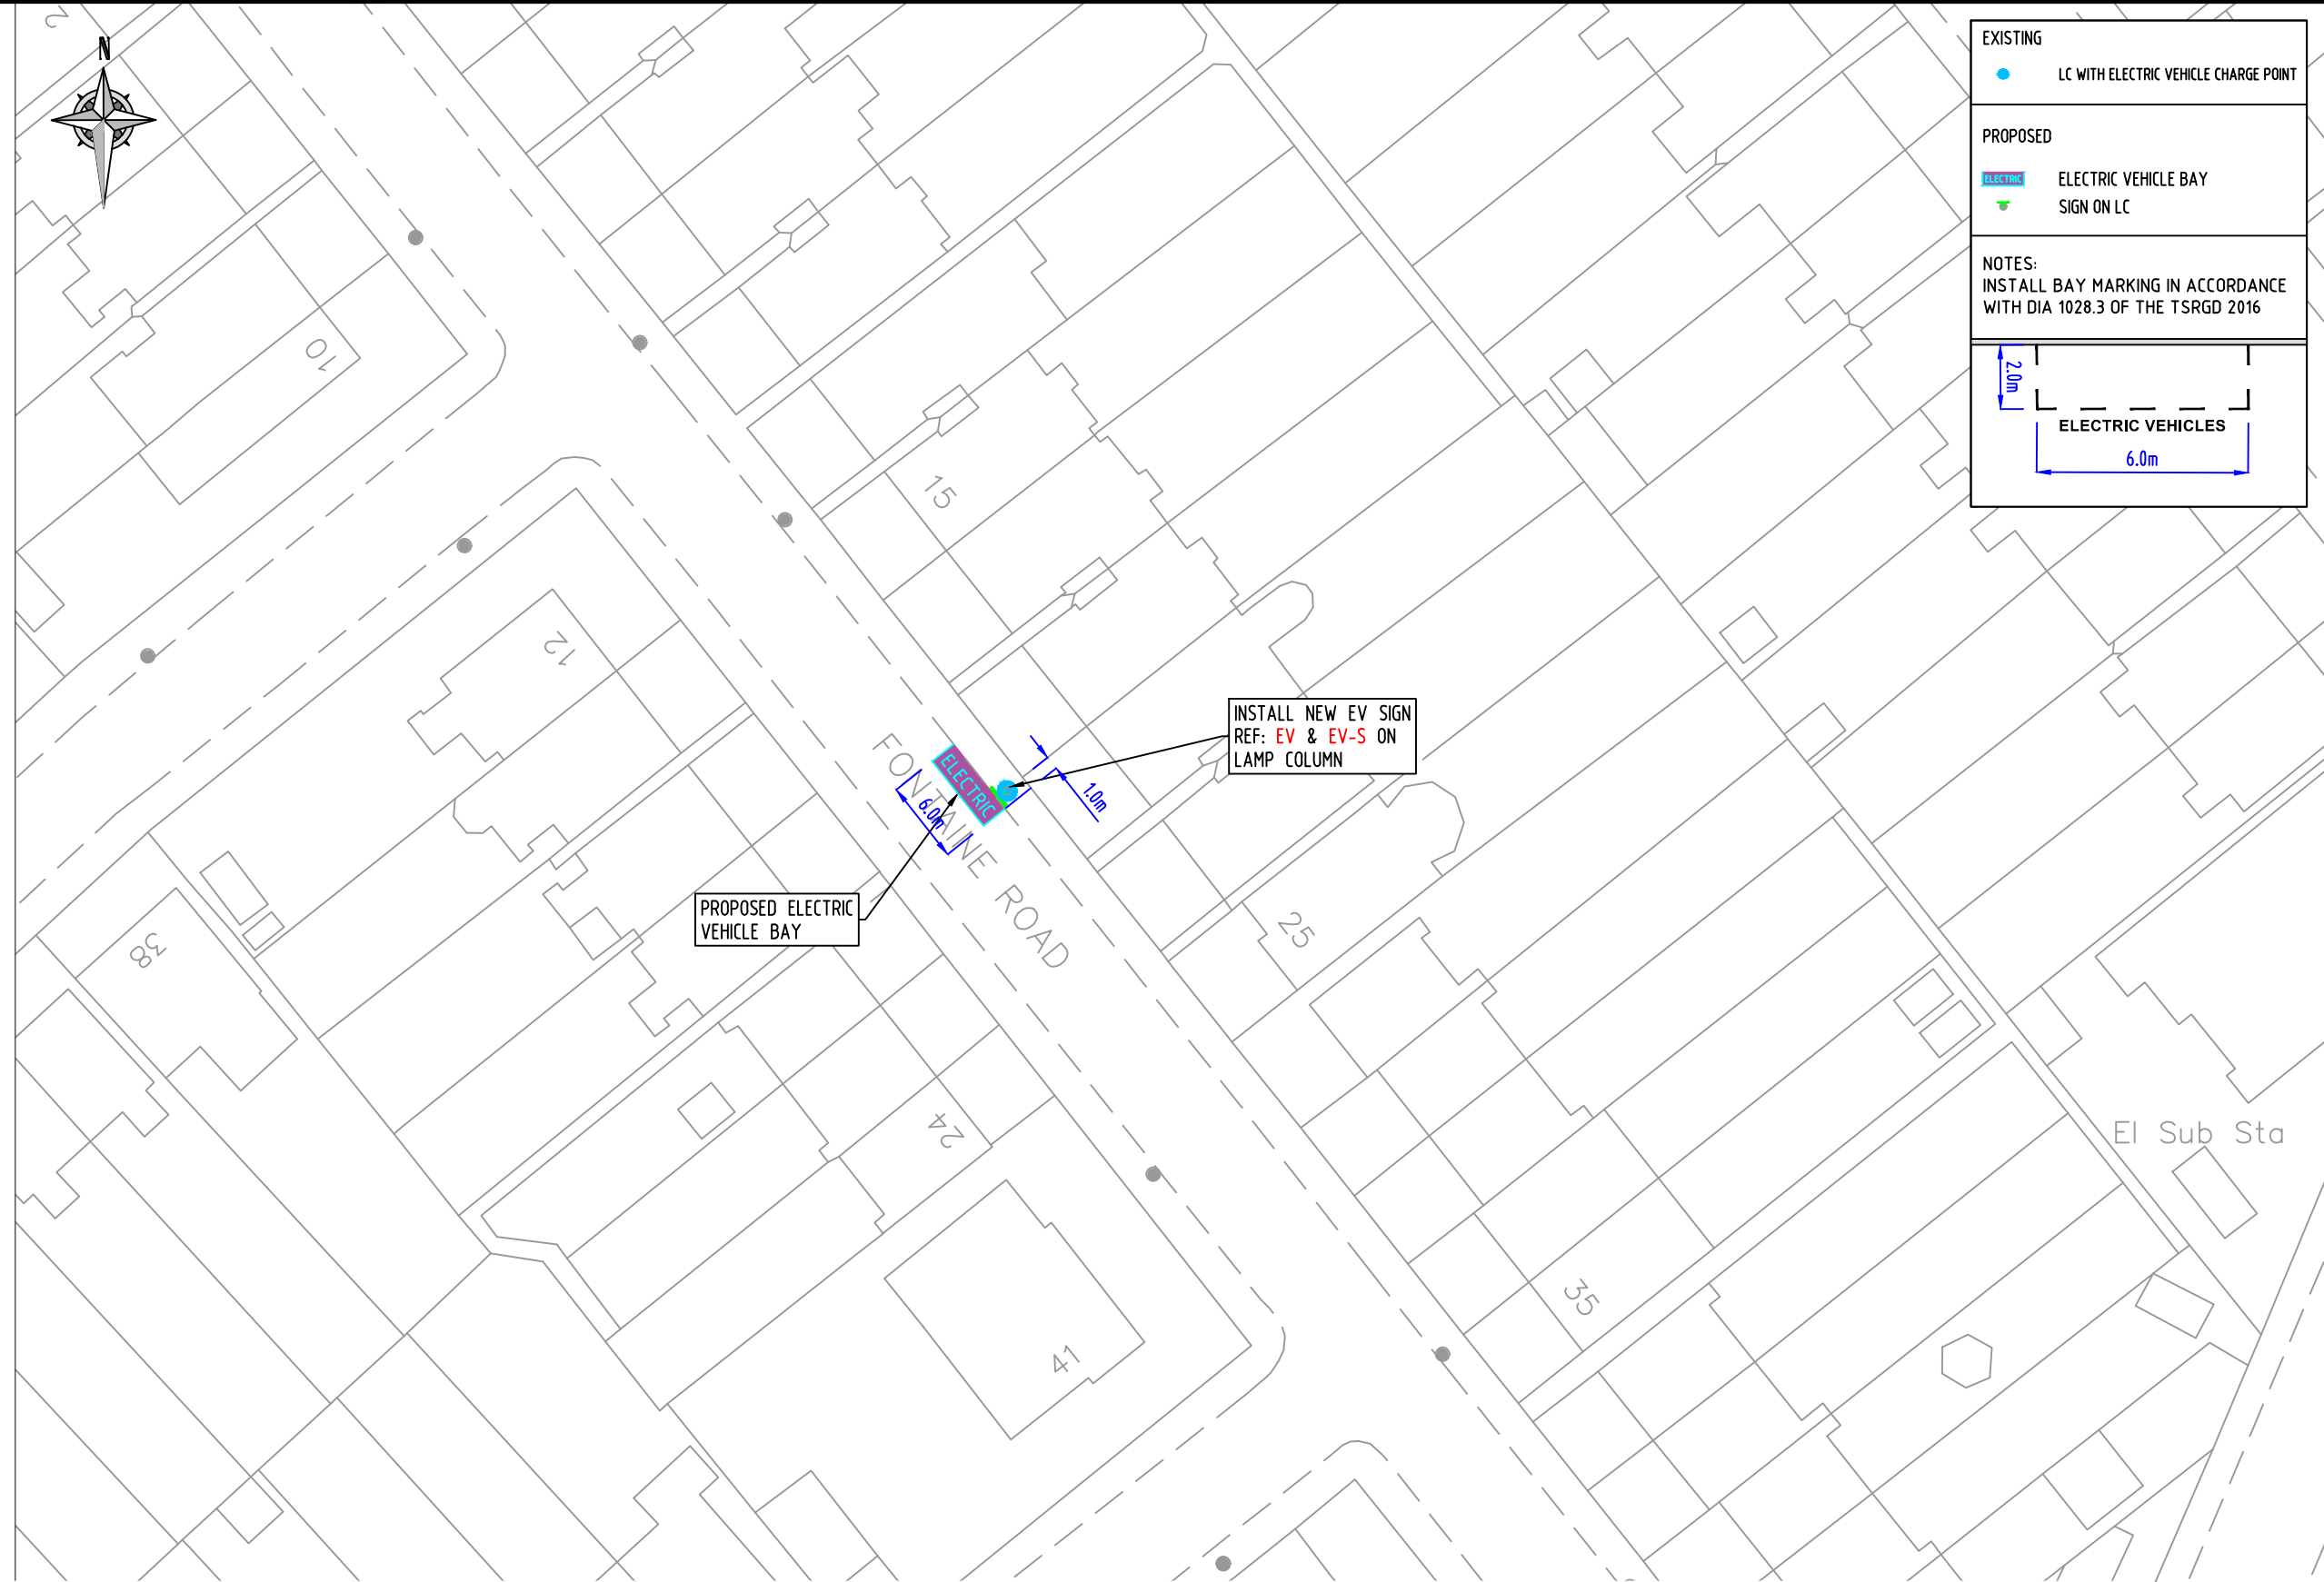 2
N
EXISTING
LC WITH ELECTRIC VEHICLE CHARGE POINT
PROPOSED
ELECTRIC ELECTRIC VEHICLE BAY
SIGN ON LC
NOTES:
INSTALL BAY MARKING IN ACCORDANCE
WITH DIA 1028.3 OF THE TSRGD 2016
2.0m
ELECTRIC VEHICLES
6.0m
10
15
12
INSTALL NEW EV SIGN
REF: EV & EV-S ON
LAMP COLUMN
FONTAINE ROAD
ELECTRIC
6.0m
1.0m
PROPOSED ELECTRIC
VEHICLE BAY
38
25
24
El Sub Sta
35
41